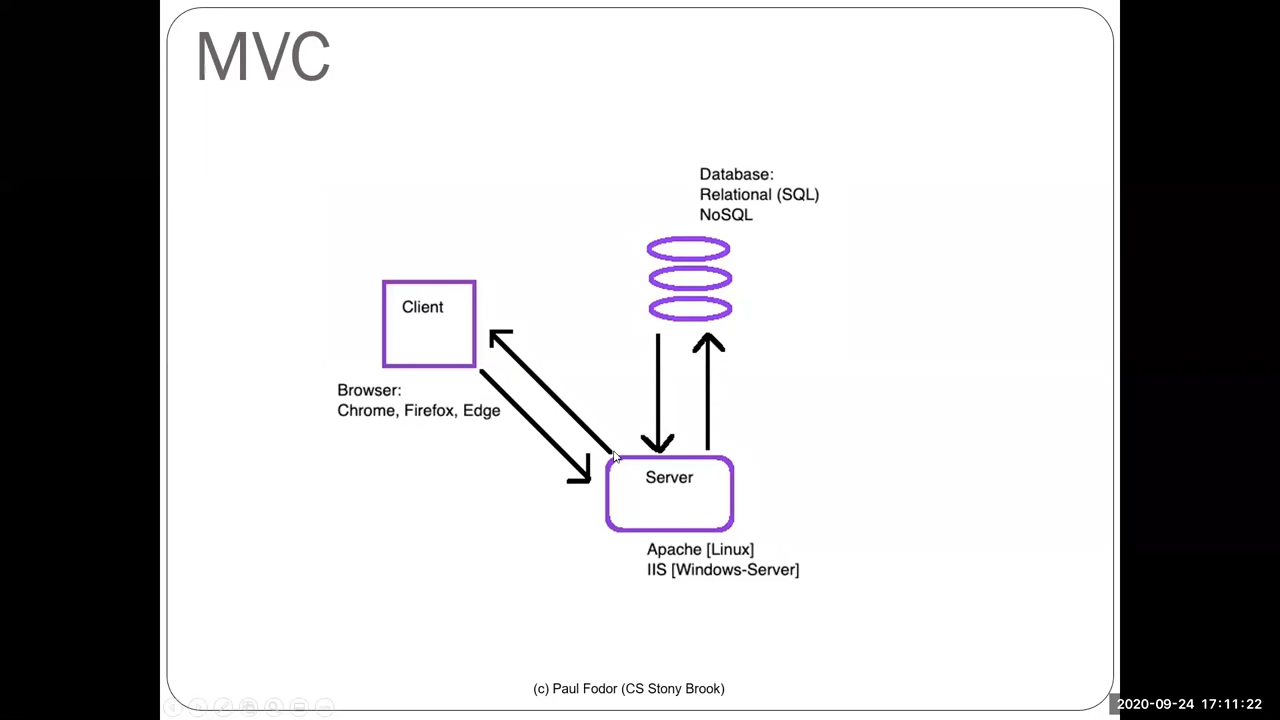 MVC
Database:
Relational (SQL)
NoSQL
Client
Browser:
Chrome, Firefox, Edge
Server
Apache [Linux]
IIS [Windows-Server]
(c) Paul Fodor (CS Stony Brook)
2020-09-24 17:11:22